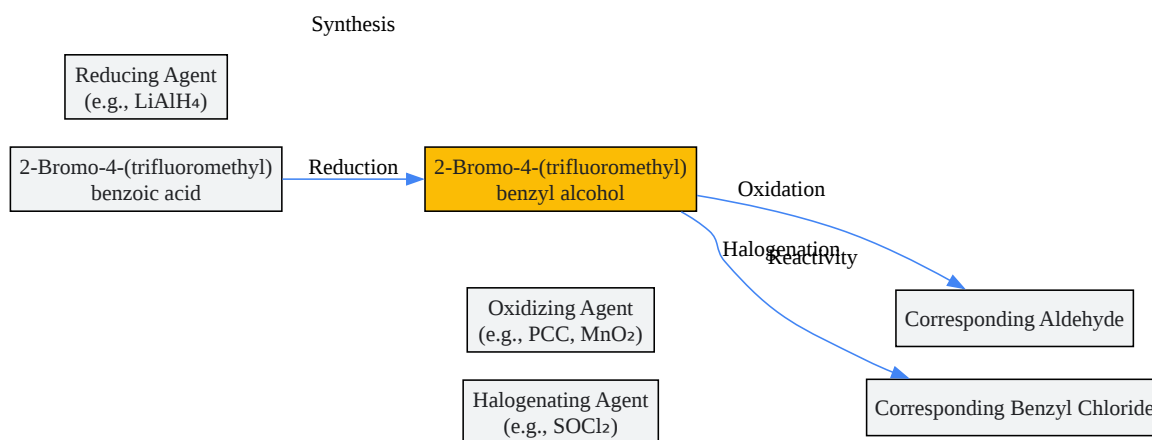 Synthesis
Reducing Agent
(e.g., LiAlH₄)
2-Bromo-4-(trifluoromethyl)
benzoic acid
Reduction
2-Bromo-4-(trifluoromethyl)
benzyl alcohol
Oxidation
Halogenation
Reactivity
Oxidizing Agent
(e.g., PCC, MnO₂)
Corresponding Aldehyde
Halogenating Agent
(e.g., SOCl₂)
Corresponding Benzyl Chloride